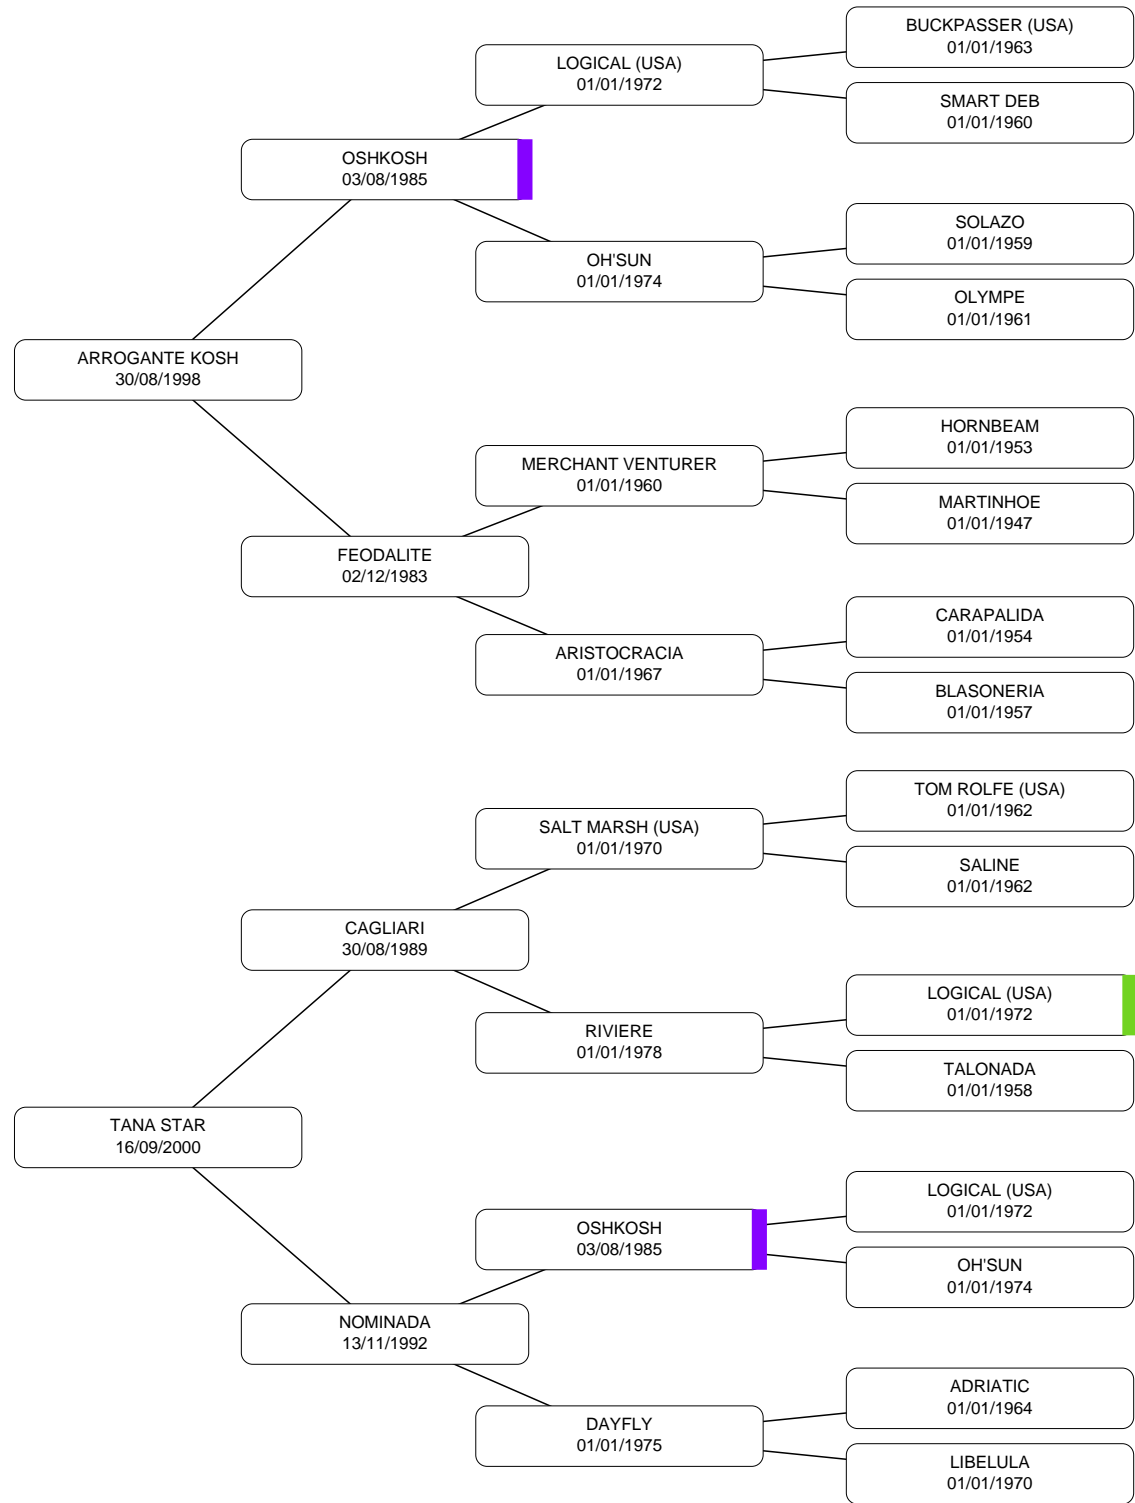 BUCKPASSER (USA)
01/01/1963
LOGICAL (USA)
01/01/1972
SMART DEB
01/01/1960
OSHKOSH
03/08/1985
SOLAZO
01/01/1959
OH'SUN
01/01/1974
OLYMPE
01/01/1961
ARROGANTE KOSH
30/08/1998
HORNBEAM
01/01/1953
MERCHANT VENTURER
01/01/1960
MARTINHOE
01/01/1947
FEODALITE
02/12/1983
CARAPALIDA
01/01/1954
ARISTOCRACIA
01/01/1967
BLASONERIA
01/01/1957
TOM ROLFE (USA)
01/01/1962
SALT MARSH (USA)
01/01/1970
SALINE
01/01/1962
CAGLIARI
30/08/1989
LOGICAL (USA)
01/01/1972
RIVIERE
01/01/1978
TALONADA
01/01/1958
TANA STAR
16/09/2000
LOGICAL (USA)
01/01/1972
OSHKOSH
03/08/1985
OH'SUN
01/01/1974
NOMINADA
13/11/1992
ADRIATIC
01/01/1964
DAYFLY
01/01/1975
LIBELULA
01/01/1970